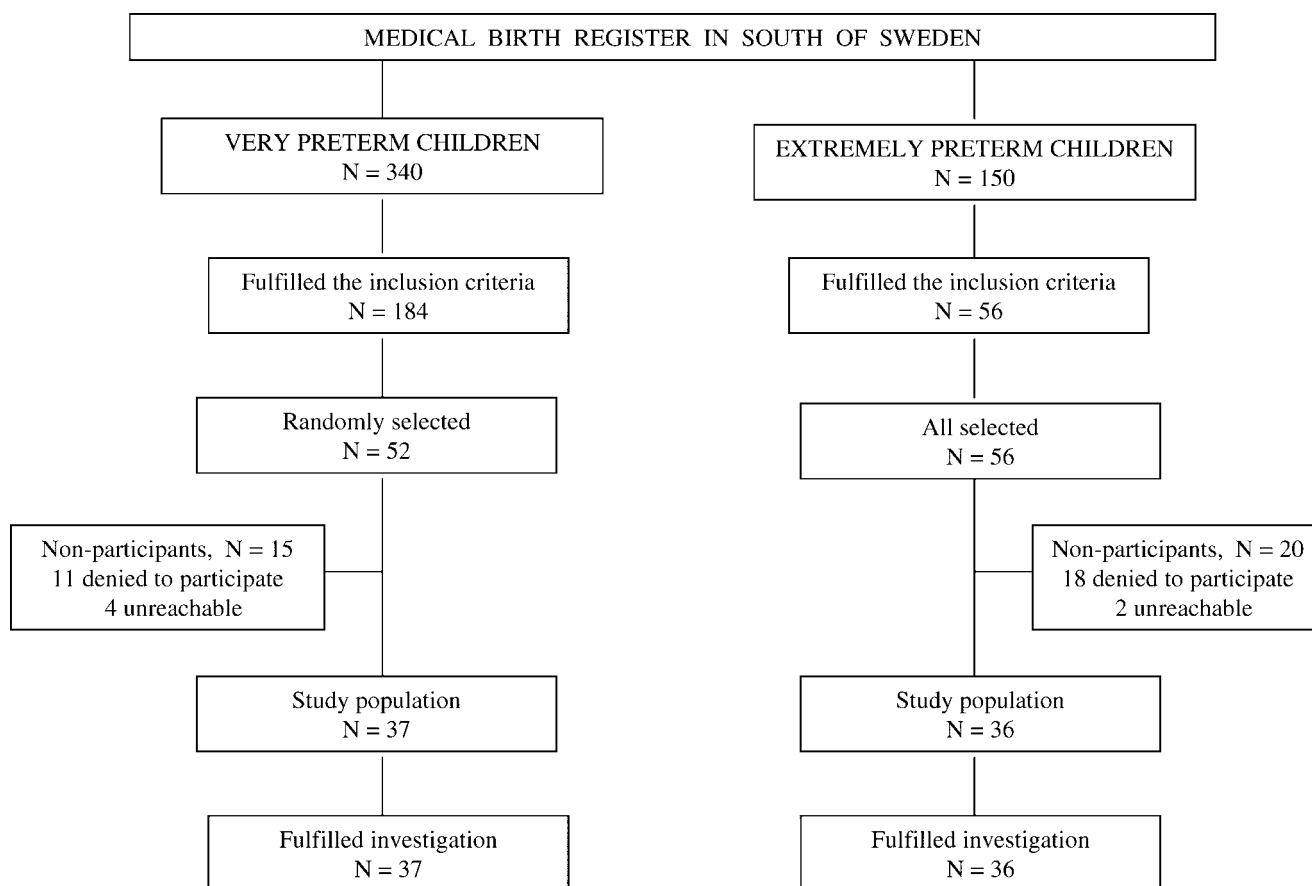 MEDICAL BIRTH REGISTER IN SOUTH OF SWEDEN
VERY PRETERM CHILDREN
N = 340
EXTREMELY PRETERM CHILDREN
N = 150
Fulfilled the inclusion criteria
N = 184
Fulfilled the inclusion criteria
N = 56
Randomly selected
N = 52
All selected
N = 56
Non-participants, N = 15
11 denied to participate
4 unreachable
Non-participants, N = 20
18 denied to participate
2 unreachable
Study population
N = 37
Study population
N = 36
Fulfilled investigation
N = 37
Fulfilled investigation
N = 36